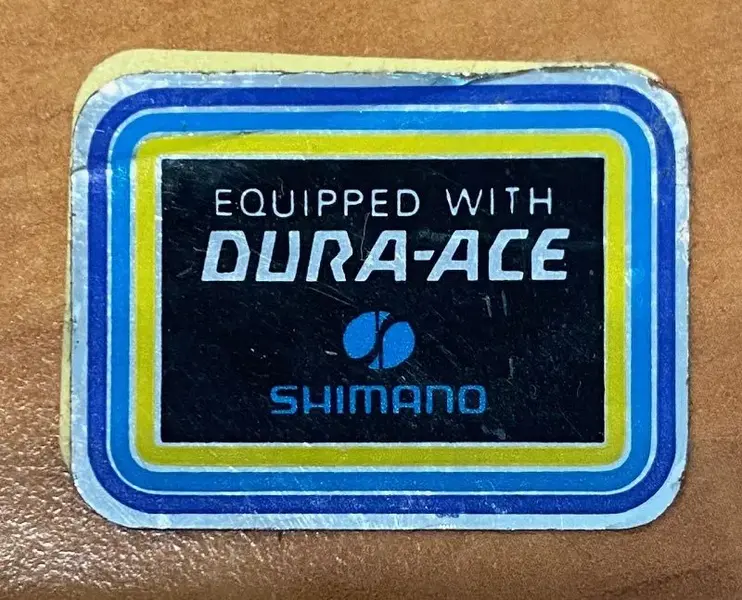 EQUIPPED WITH
DURA-ACE
SHIMANO